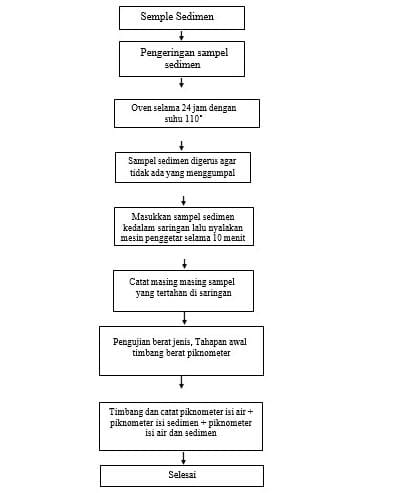 Semple Sedimen
Pengeringan sampel
sedimen
Oven selama 24 jam dengan
suhu 110°
Sampel sedimen digerus agar
tidak ada yang menggumpal
Masukkan sampel sedimen
kedalam saringan lalu nyalakan
mesin penggetar selama 10 menit
Catat masing masing sampel
yang tertahan di saringan
Pengujian berat jenis, Tahapan awal
timbang berat piknometer
Timbang dan catat piknometer isi air +
piknometer isi sedimen + piknometer
isi air dan sedimen
Selesai